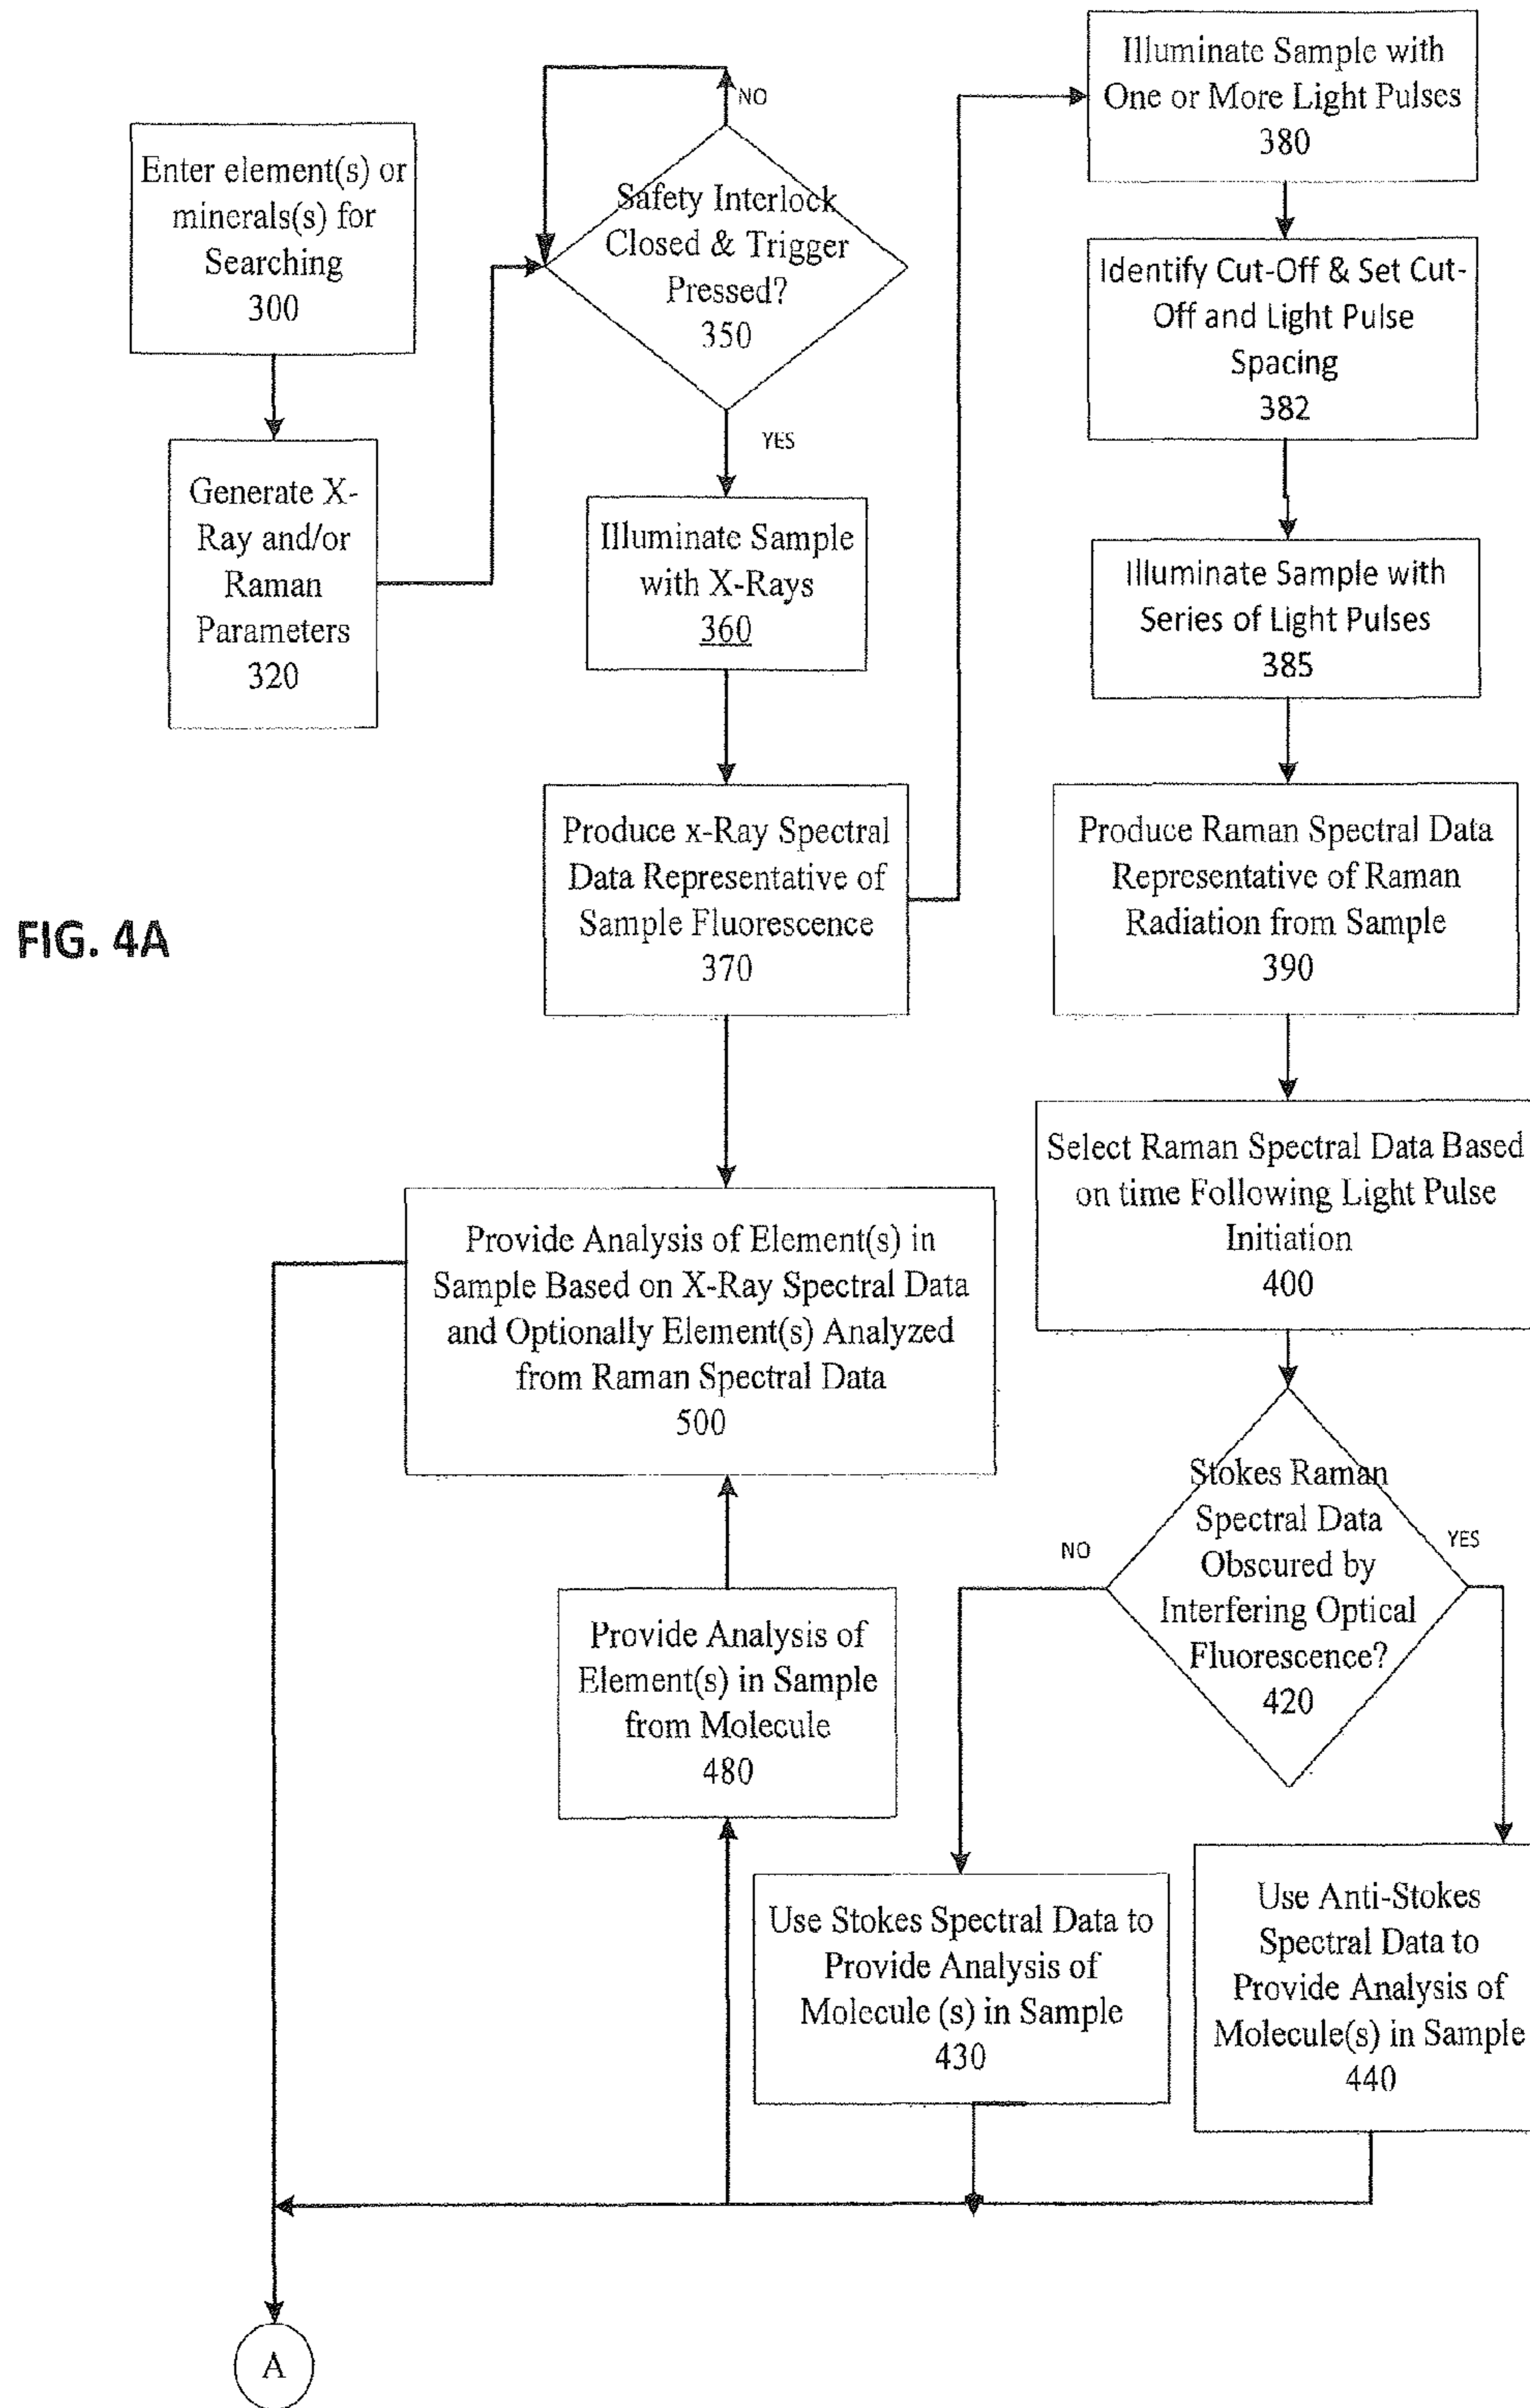 Enter element(s) or
minerals(s) for
Searching
300
Generate X-
Ray and/or
Raman
Parameters
320
NO
Safety Interlock
Closed & Trigger
Pressed?
350
YES
Illuminate Sample
with X-Rays
360
Produce x-Ray Spectral
Data Representative of
Sample Fluorescence
370
Illuminate Sample with
One or More Light Pulses
380
Identify Cut-Off & Set Cut-
Off and Light Pulse
Spacing
382
Illuminate Sample with
Series of Light Pulses
385
Produce Raman Spectral Data
Representative of Raman
Radiation from Sample
390
Select Raman Spectral Data Based
on time Following Light Pulse
Initiation
400
Stokes Raman
Spectral Data
Obscured by
Interfering Optical
Fluorescence?
420
NO
YES
Use Stokes Spectral Data to
Provide Analysis of
Molecule (s) in Sample
430
Use Anti-Stokes
Spectral Data to
Provide Analysis of
Molecule(s) in Sample
440
Provide Analysis of
Element(s) in Sample
from Molecule
480
Provide Analysis of Element(s) in
Sample Based on X-Ray Spectral Data
and Optionally Element(s) Analyzed
from Raman Spectral Data
500
A
FIG. 4A